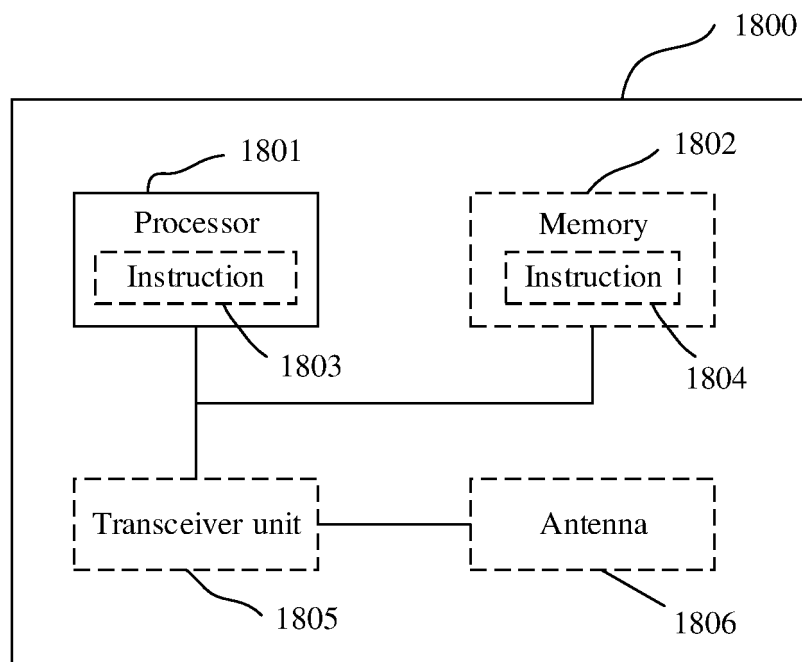 1800
1801
1802
Processor
Memory
Instruction
Instruction
1803
1804
Transceiver unit
Antenna
1805
1806